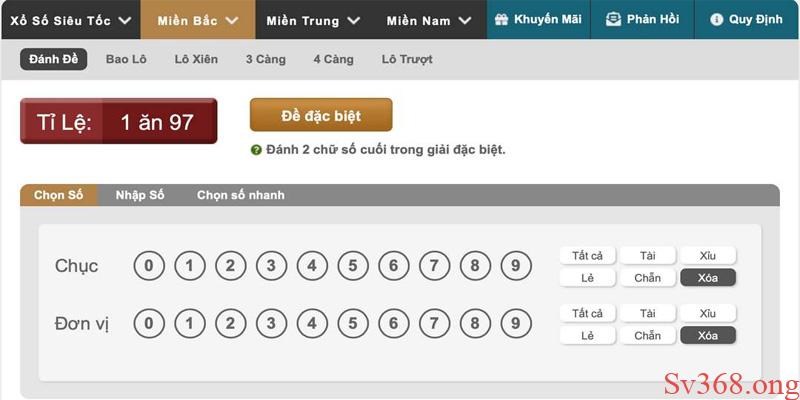 Xổ Số Siêu Tốc Miền Bắc Miền Trung Miền Nam Khuyến Mãi Phản Hồi Quy Định
Đánh Đề Bao Lô Lô Xiên 3 Càng 4 Càng Lô Trượt
Tỉ Lệ: 1 ăn 97 Đề đặc biệt
Đánh 2 chữ số cuối trong giải đặc biệt.
Chọn Số Nhập Số Chọn số nhanh
Chục 0 1 2 3 4 5 6 7 8 9 Tất cả Tài Xỉu
Lẻ Chẵn Xóa
Đơn vị 0 1 2 3 4 5 6 7 8 9 Tất cả Tài Xỉu
Lẻ Chẵn Xóa
Sv368.ong